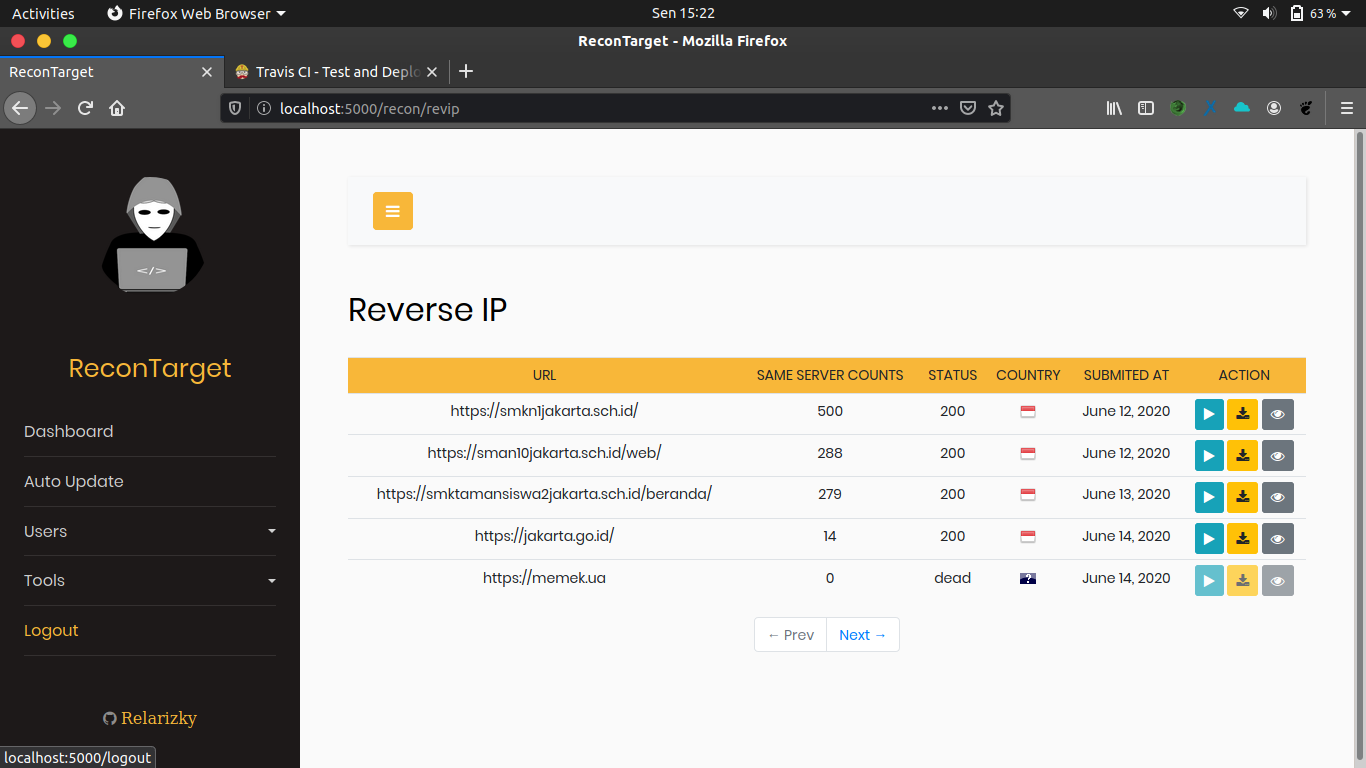 Activities Firefox Web Browser Sen 15:22 63 %
ReconTarget - Mozilla Firefox
ReconTarget Travis CI - Test and Deplo
localhost:5000/recon/revip
</>
ReconTarget
Dashboard
Auto Update
Users
Tools
Logout
Relarizky
localhost:5000/logout
Reverse IP
URL SAME SERVER COUNTS STATUS COUNTRY SUBMITED AT ACTION
https://smkn1jakarta.sch.id/ 500 200 June 12, 2020
https://sman10jakarta.sch.id/web/ 288 200 June 12, 2020
https://smktamansiswa2jakarta.sch.id/beranda/ 279 200 June 13, 2020
https://jakarta.go.id/ 14 200 June 14, 2020
https://memek.ua 0 dead ? June 14, 2020
← Prev Next →